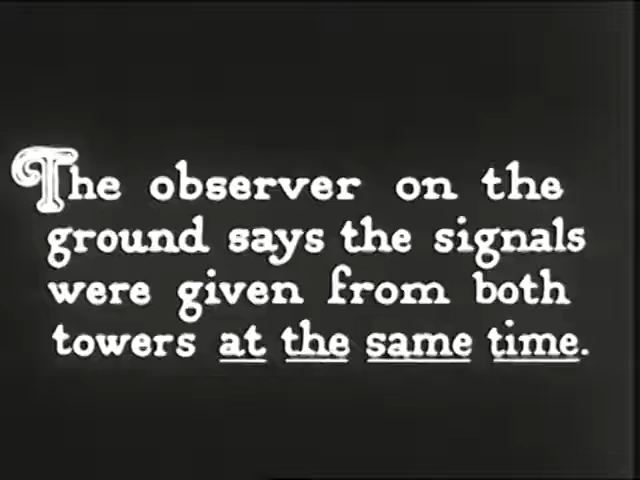 The observer on the
ground says the signals
were given from both
towers at the same time.